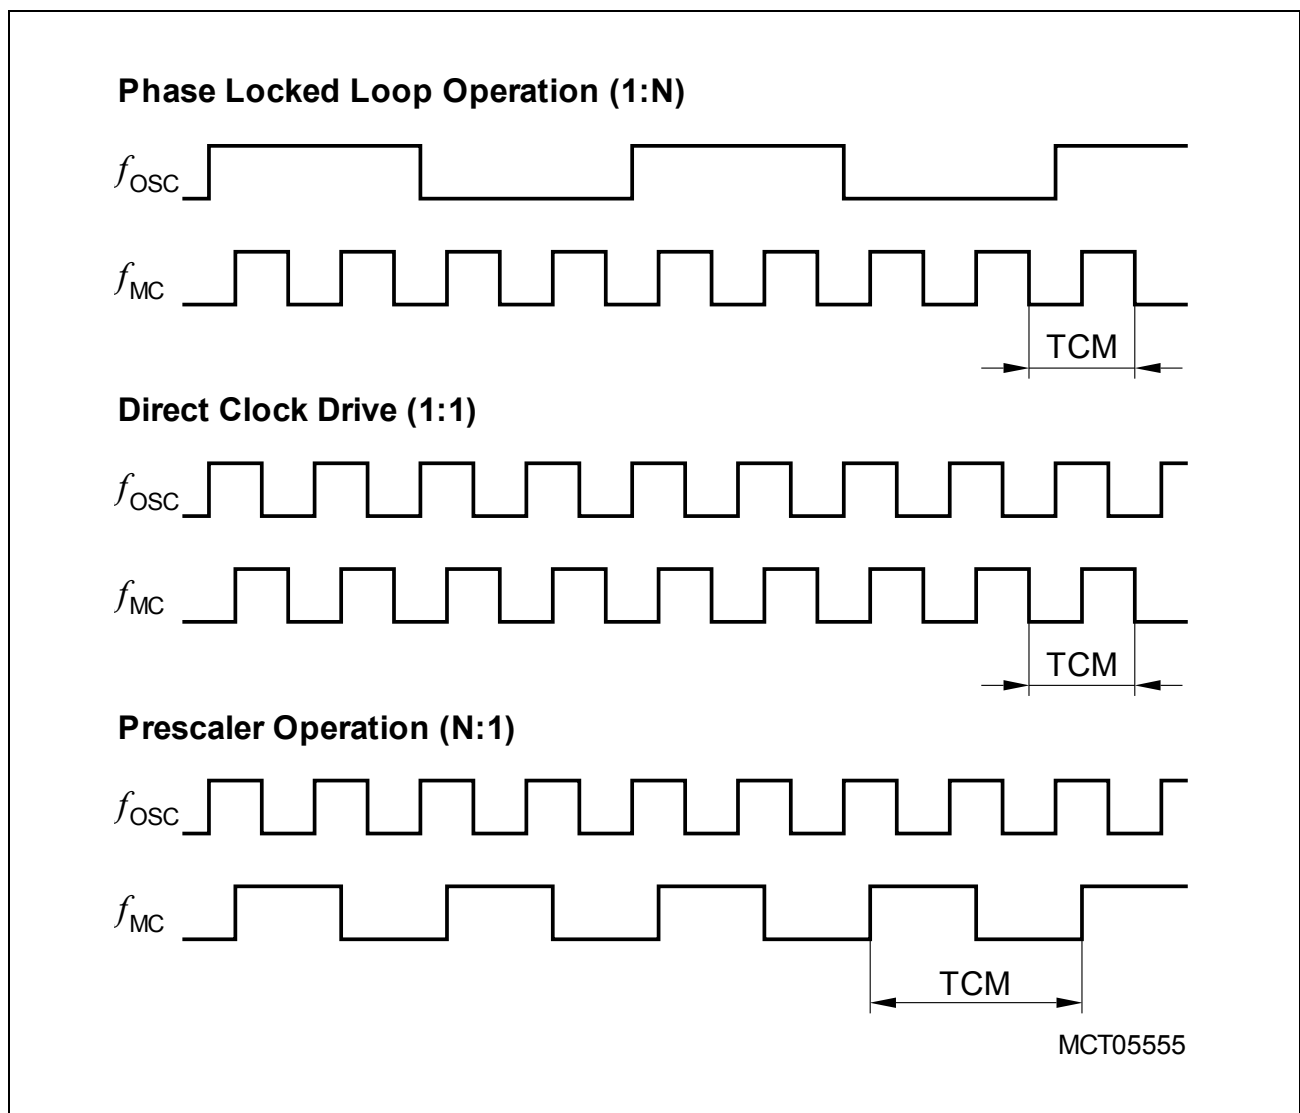 Phase Locked Loop Operation (1:N)
fOSC
fMC
TCM
Direct Clock Drive (1:1)
fOSC
fMC
TCM
Prescaler Operation (N:1)
fOSC
fMC
TCM
MCT05555